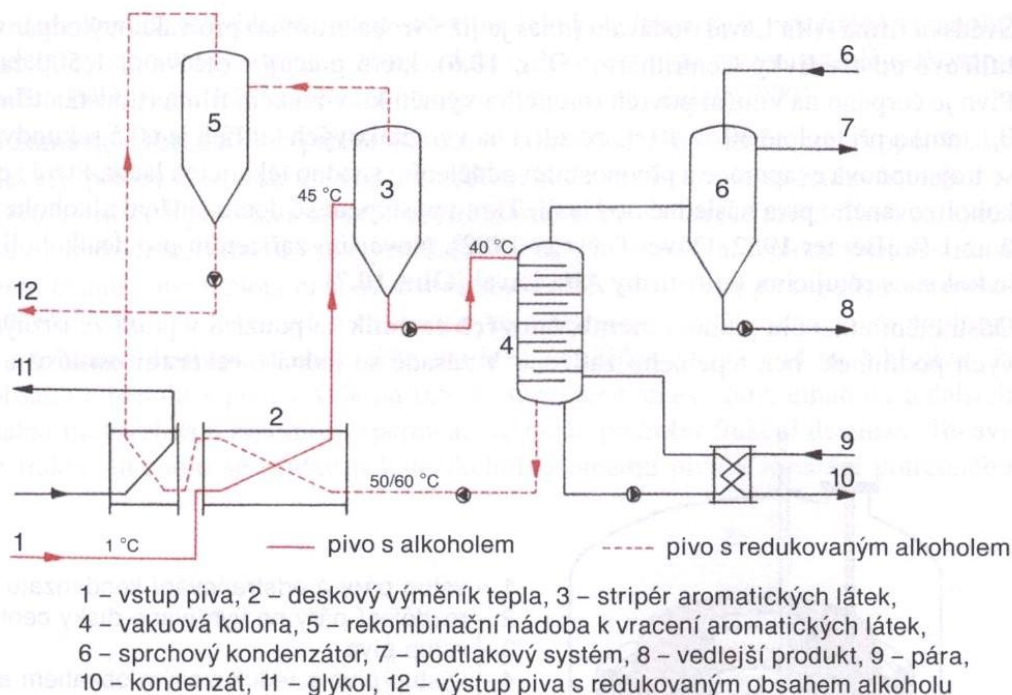 5
3
6
6
7
45 °C
40 °C
12
8
4
11
2
9
50/60 °C
10
1
1 °C
pivo s alkoholem
pivo s redukovaným alkoholem
1 – vstup piva, 2 – deskový výměník tepla, 3 – stripér aromatických látek,
4 – vakuová kolona, 5 – rekombinační nádoba k vrácení aromatických látek,
6 – sprchový kondenzátor, 7 – podtlakový systém, 8 – vedlejší produkt, 9 – pára,
10 – kondenzát, 11 – glykol, 12 – výstup piva s redukovaným obsahem alkoholu